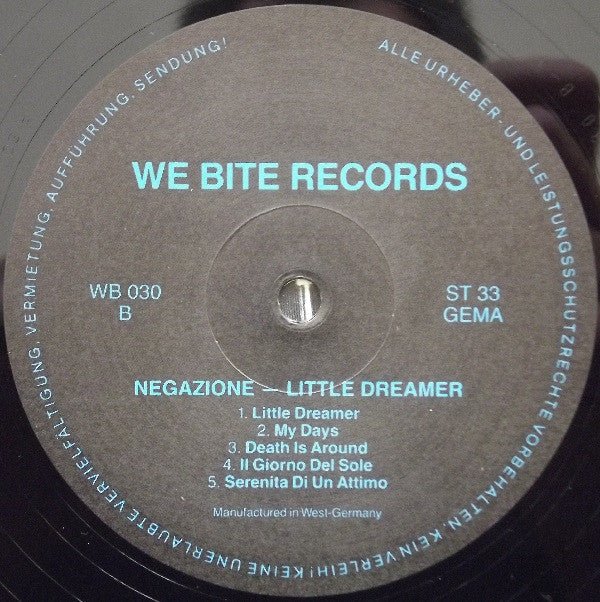 ALLE URHEBER- UND LEISTUNGSSCHUTZRECHTE VORBEHALTEN. KEIN VERLEIH! KEINE UNERLAUBTE VERVIELFÄLTIGUNG, VERMIETUNG, AUFFÜHRUNG, SENDUNG!
WE BITE RECORDS
WB 030
B
ST 33
GEMA
NEGAZIONE — LITTLE DREAMER
1. Little Dreamer
2. My Days
3. Death Is Around
4. Il Giorno Del Sole
5. Serenita Di Un Attimo
Manufactured in West-Germany